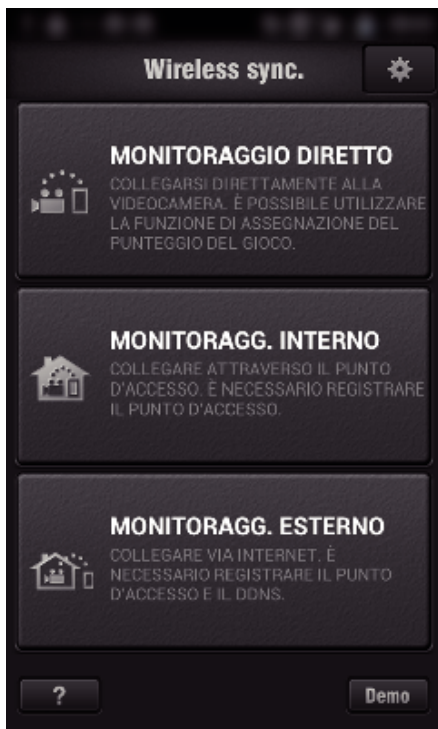 Wireless sync.
MONITORAGGIO DIRETTO
COLLEGARSI DIRETTAMENTE ALLA
VIDEOCAMERA. È POSSIBILE UTILIZZARE
LA FUNZIONE DI ASSEGNAZIONE DEL
PUNTEGGIO DEL GIOCO.
MONITORAGG. INTERNO
COLLEGARE ATTRAVERSO IL PUNTO
D'ACCESSO. È NECESSARIO REGISTRARE
IL PUNTO D'ACCESSO.
MONITORAGG. ESTERNO
COLLEGARE VIA INTERNET. È
NECESSARIO REGISTRARE IL PUNTO
D'ACCESSO E IL DDNS.
?
Demo